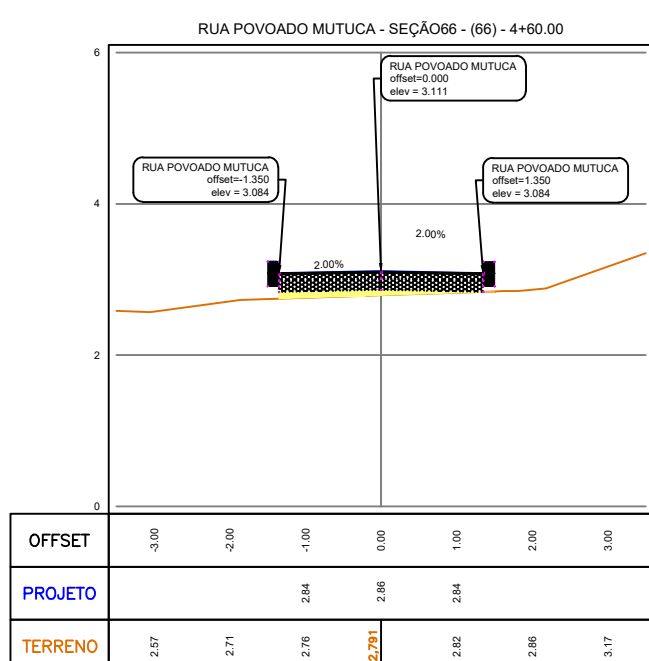 RUA POVOADO MUTUCA - SEÇÃO66 - (66) - 4+60.00
6
RUA POVOADO MUTUCA
offset=0.000
elev = 3.111
RUA POVOADO MUTUCA
offset=-1.350
elev = 3.084
RUA POVOADO MUTUCA
offset=1.350
elev = 3.084
4
2.00%
2.00%
2
0
OFFSET -3.00 -2.00 -1.00 0.00 1.00 2.00 3.00
PROJETO 2.84 2.86 2.84
TERRENO 2.57 2.71 2.76 2,791 2.82 2.86 3.17